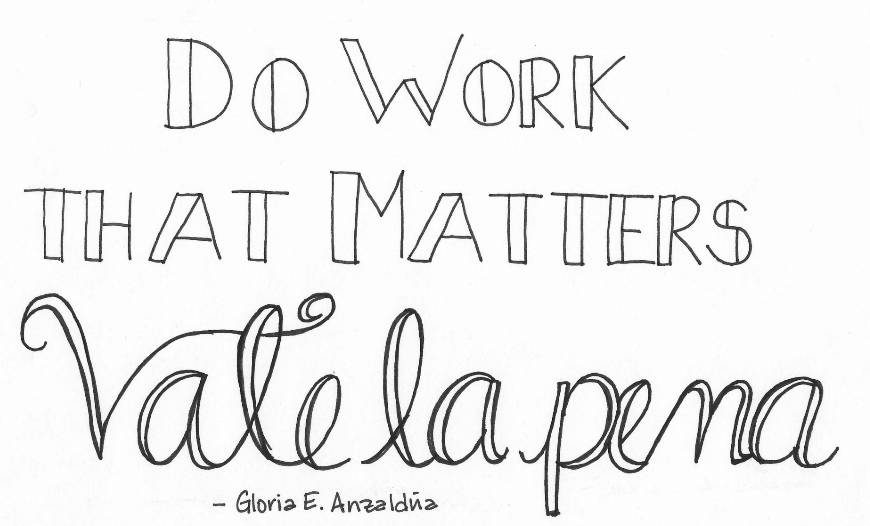 DO WORK
THAT MATTERS
Vale la pena
- Gloria E. Anzaldúa